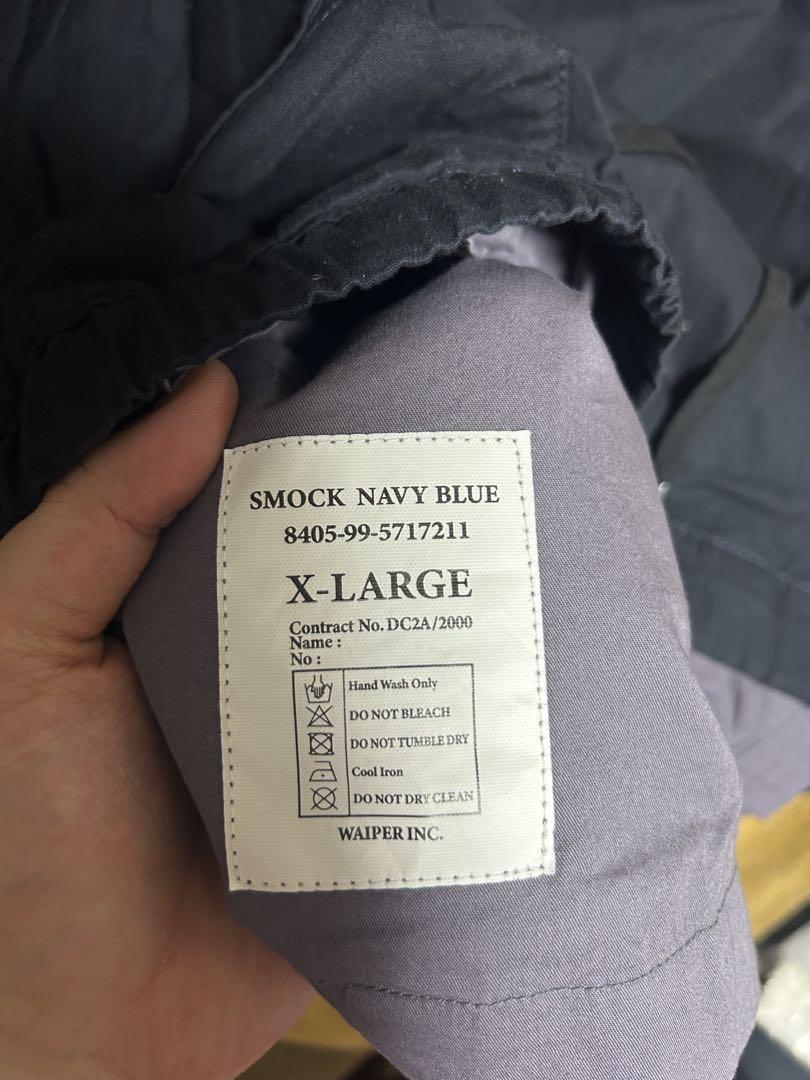 SMOCK NAVY BLUE
8405-99-5717211
X-LARGE
Contract No. DC2A/2000
Name :
No :
Hand Wash Only
DO NOT BLEACH
DO NOT TUMBLE DRY
Cool Iron
DO NOT DRY CLEAN
WAIPER INC.